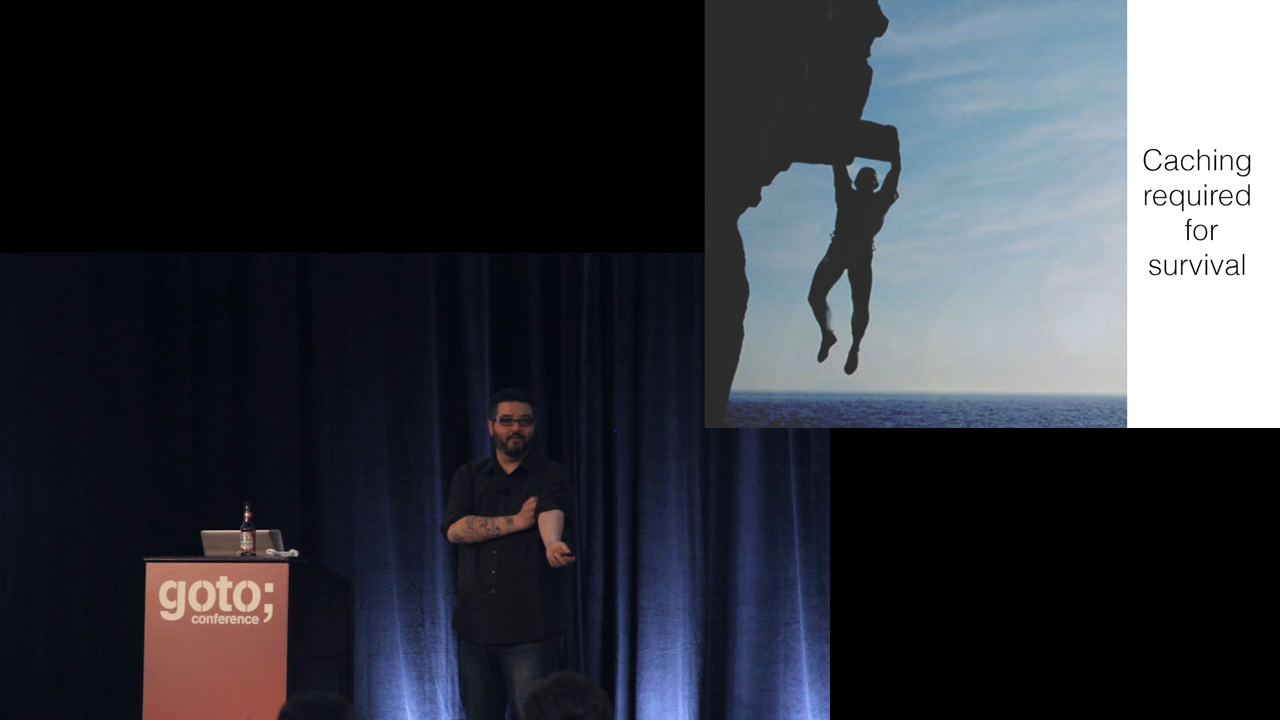 Caching
required
for
survival
goto;
conference